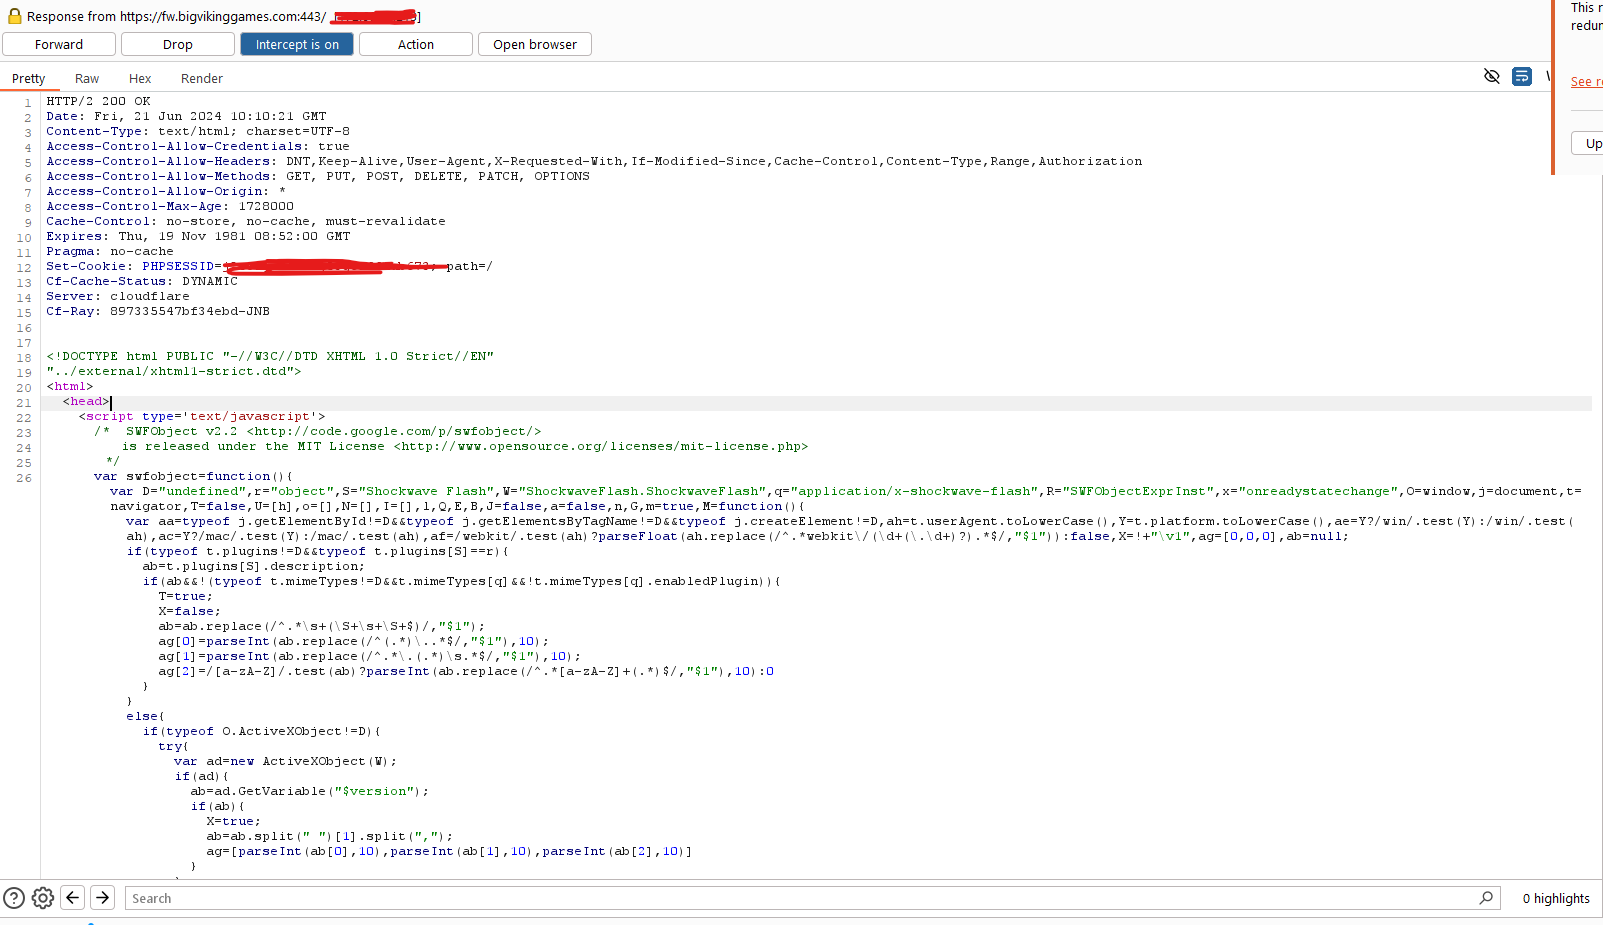 Response from https://fw.bigvikinggames.com:443/
Forward Drop Intercept is on Action Open browser
Pretty Raw Hex Render
This
redun
See re
Up
1 HTTP/2 200 OK
2 Date: Fri, 21 Jun 2024 10:10:21 GMT
3 Content-Type: text/html; charset=UTF-8
4 Access-Control-Allow-Credentials: true
5 Access-Control-Allow-Headers: DNT,Keep-Alive,User-Agent,X-Requested-With,If-Modified-Since,Cache-Control,Content-Type,Range,Authorization
6 Access-Control-Allow-Methods: GET, PUT, POST, DELETE, PATCH, OPTIONS
7 Access-Control-Allow-Origin: *
8 Access-Control-Max-Age: 1728000
9 Cache-Control: no-store, no-cache, must-revalidate
10 Expires: Thu, 19 Nov 1981 08:52:00 GMT
11 Pragma: no-cache
12 Set-Cookie: PHPSESSID= path=/
13 Cf-Cache-Status: DYNAMIC
14 Server: cloudflare
15 Cf-Ray: 897335547bf34ebd-JNB
16
17
18 <!DOCTYPE html PUBLIC "-//W3C//DTD XHTML 1.0 Strict//EN"
19 "../external/xhtml1-strict.dtd">
20 <html>
21 <head>
22 <script type='text/javascript'>
23 /* SWFObject v2.2 <http://code.google.com/p/swfobject/>
24 is released under the MIT License <http://www.opensource.org/licenses/mit-license.php>
25 */
26 var swfobject=function(){
var D="undefined",r="object",S="Shockwave Flash",W="ShockwaveFlash.ShockwaveFlash",q="application/x-shockwave-flash",R="SWFObjectExprInst",x="onreadystatechange",O=window,j=document,t=
navigator,T=false,U=[h],o=[],N=[],I=[],l,Q,E,B,J=false,a=false,n,G,m=true,M=function(){
var aa=typeof j.getElementById!=D&&typeof j.getElementsByTagName!=D&&typeof j.createElement!=D,ah=t.userAgent.toLowerCase(),Y=t.platform.toLowerCase(),ae=Y?/win/.test(Y):/win/.test(
ah),ac=Y?/mac/.test(Y):/mac/.test(ah),af=/webkit/.test(ah)?parseFloat(ah.replace(/^.*webkit\/(\d+(\.\d+)?).*$/,"$1")):false,X=!+"\v1",ag=[0,0,0],ab=null;
if(typeof t.plugins!=D&&typeof t.plugins[S]==r){
ab=t.plugins[S].description;
if(ab&&!(typeof t.mimeTypes!=D&&t.mimeTypes[q]&&!t.mimeTypes[q].enabledPlugin)){
T=true;
X=false;
ab=ab.replace(/^.*\s+(\S+\s+\S+$)/,"$1");
ag[0]=parseInt(ab.replace(/^(.*)\..*$/,"$1"),10);
ag[1]=parseInt(ab.replace(/^.*\.(.*)\s.*$/,"$1"),10);
ag[2]=/[a-zA-Z]/.test(ab)?parseInt(ab.replace(/^.*[a-zA-Z]+(.*)$/,"$1"),10):0
}
}
else{
if(typeof O.ActiveXObject!=D){
try{
var ad=new ActiveXObject(W);
if(ad){
ab=ad.GetVariable("$version");
if(ab){
X=true;
ab=ab.split(" ")[1].split(",");
ag=[parseInt(ab[0],10),parseInt(ab[1],10),parseInt(ab[2],10)]
}
Search
0 highlights